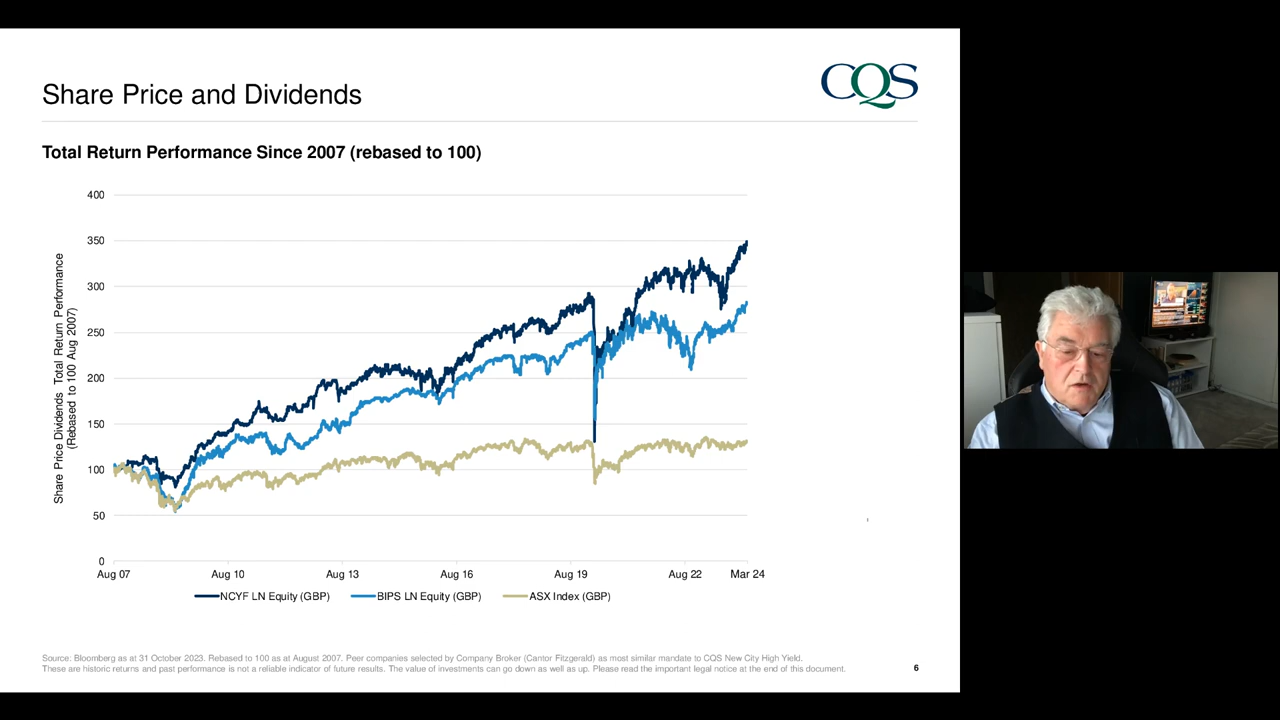 CQS
Share Price and Dividends
Total Return Performance Since 2007 (rebased to 100)
400
350
300
250
200
150
100
50
0
Share Price Dividends Total Return Performance
(Rebased to 100 Aug 2007)
Aug 07 Aug 10 Aug 13 Aug 16 Aug 19 Aug 22 Mar 24
NCYF LN Equity (GBP) BIPS LN Equity (GBP) ASX Index (GBP)
Source: Bloomberg as at 31 October 2023. Rebased to 100 as at August 2007. Peer companies selected by Company Broker (Cantor Fitzgerald) as most similar mandate to CQS New City High Yield.
These are historic returns and past performance is not a reliable indicator of future results. The value of investments can go down as well as up. Please read the important legal notice at the end of this document.
6